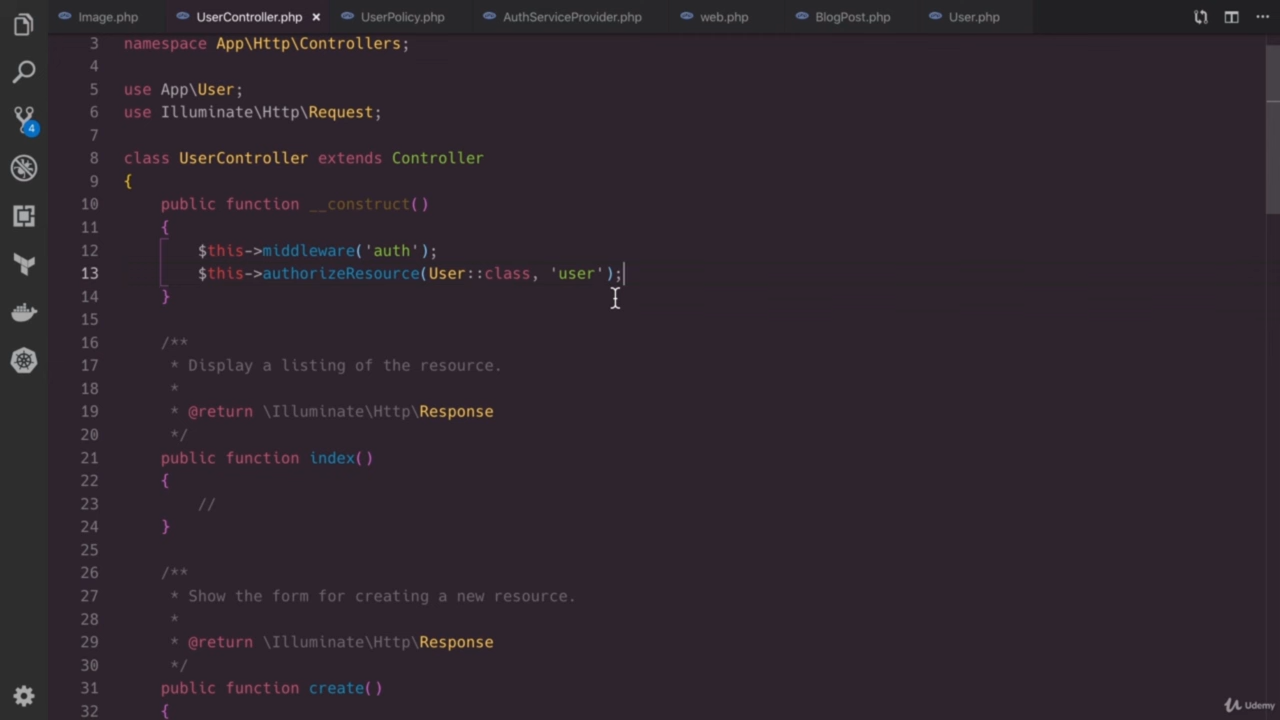 Image.php UserController.php × UserPolicy.php AuthServiceProvider.php web.php BlogPost.php User.php
3 namespace App\Http\Controllers;
4
5 use App\User;
6 use Illuminate\Http\Request;
7
8 class UserController extends Controller
9 {
10 public function __construct()
11 {
12 $this->middleware('auth');
13 $this->authorizeResource(User::class, 'user');
14 }
15
16 /**
17 * Display a listing of the resource.
18 *
19 * @return \Illuminate\Http\Response
20 */
21 public function index()
22 {
23 //
24 }
25
26 /**
27 * Show the form for creating a new resource.
28 *
29 * @return \Illuminate\Http\Response
30 */
31 public function create()
32 {
4
Udemy